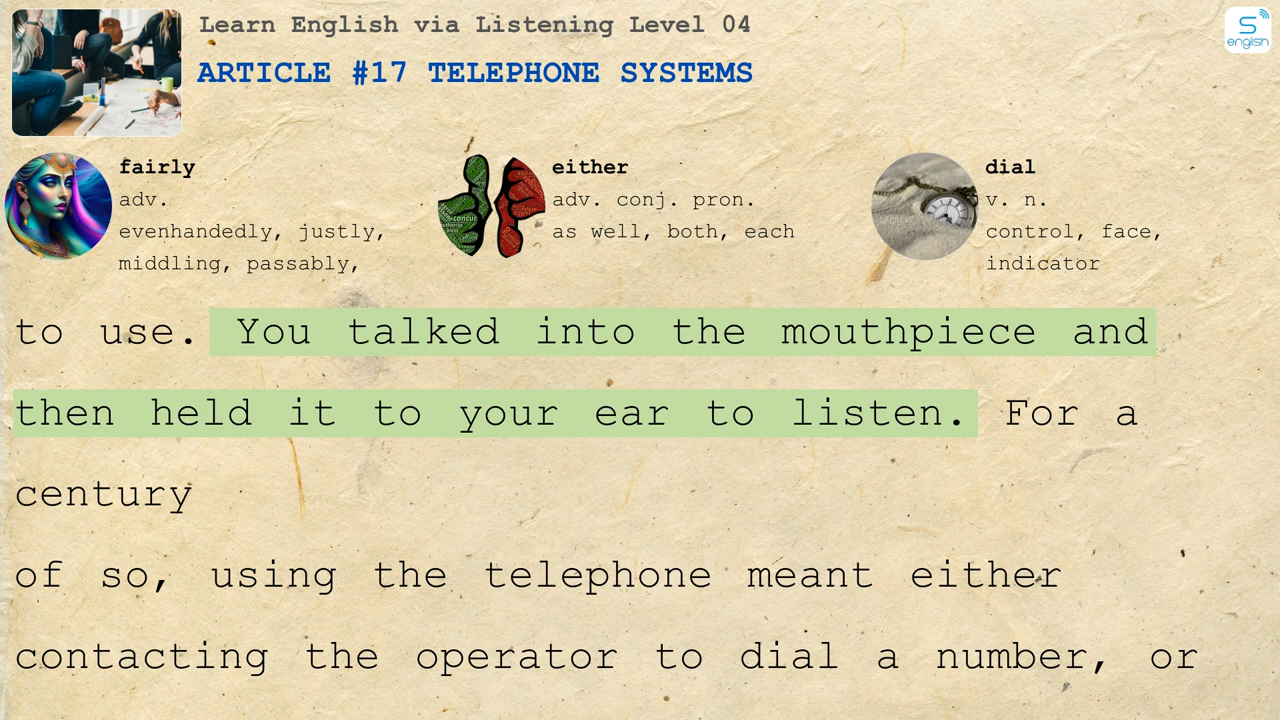 Learn English via Listening Level 04
ARTICLE #17 TELEPHONE SYSTEMS
S
english
fairly
adv.
evenhandedly, justly,
middling, passably,
either
adv. conj. pron.
as well, both, each
dial
v. n.
control, face,
indicator
to use. You talked into the mouthpiece and
then held it to your ear to listen. For a
century
of so, using the telephone meant either
contacting the operator to dial a number, or